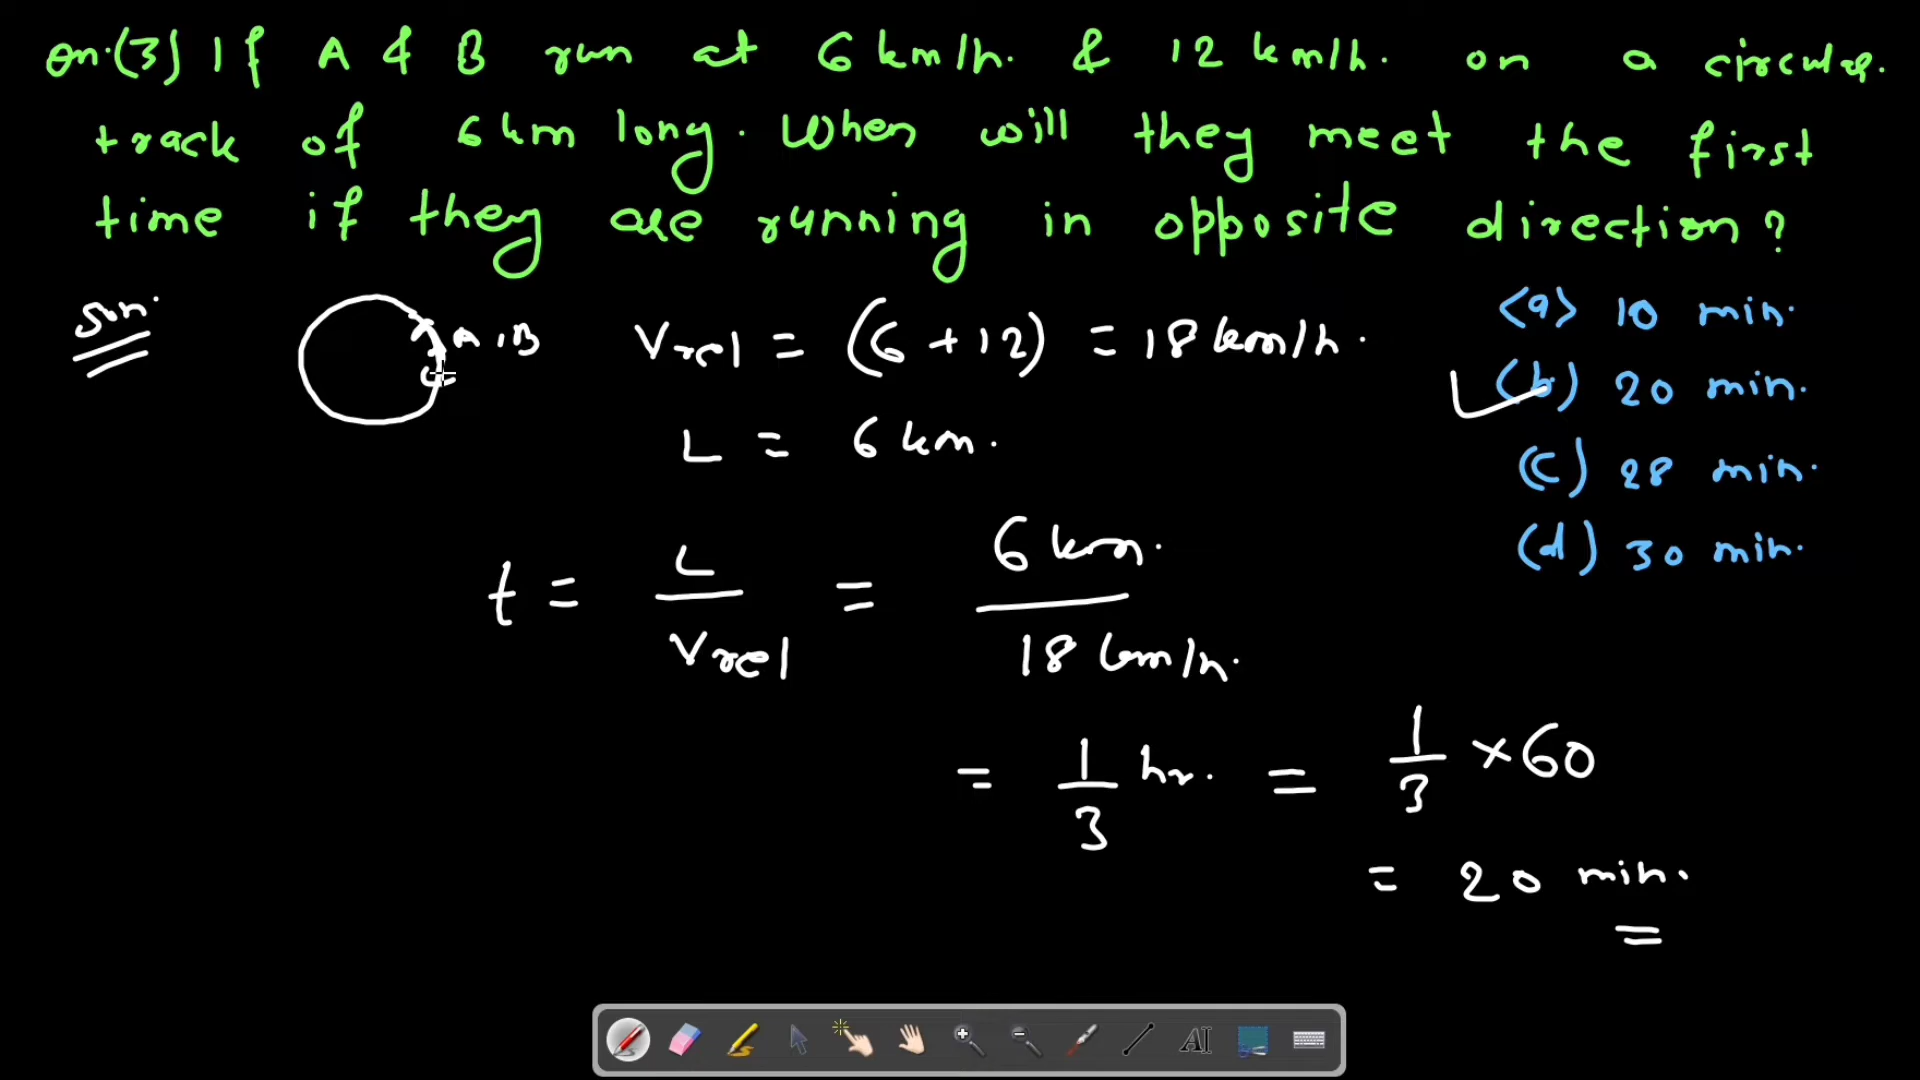 Qn.(3) If A & B run at 6 km/h. & 12 km/h. on a circular.
track of 6 km long. When will they meet the first
time if they are running in opposite direction?
Soln.
A, B
Vrel = (6 + 12) = 18 km/h.
L = 6 km.
t = L / Vrel = 6 km. / 18 km/h.
= 1/3 hr. = 1/3 × 60
= 20 min.
(a) 10 min.
(b) 20 min.
(c) 28 min.
(d) 30 min.
AI